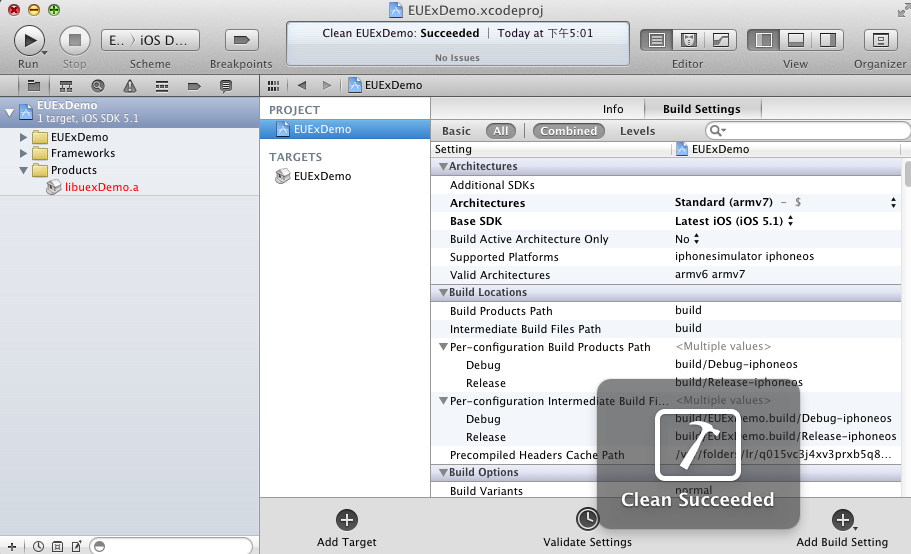 EUExDemo.xcodeproj
Run
Stop
E.. › iOS D...
Scheme
Breakpoints
Clean EUExDemo: Succeeded | Today at 下午5:01
No Issues
Editor
View
Organizer
EUExDemo
1 target, iOS SDK 5.1
EUExDemo
Frameworks
Products
libuexDemo.a
EUExDemo
PROJECT
EUExDemo
TARGETS
EUExDemo
Info
Build Settings
Basic
All
Combined
Levels
Setting
EUExDemo
Architectures
Additional SDKs
Architectures
Standard (armv7) – $
Base SDK
Latest iOS (iOS 5.1)
Build Active Architecture Only
No
Supported Platforms
iphonesimulator iphoneos
Valid Architectures
armv6 armv7
Build Locations
Build Products Path
build
Intermediate Build Files Path
build
Per-configuration Build Products Path
<Multiple values>
Debug
build/Debug-iphoneos
Release
build/Release-iphoneos
Per-configuration Intermediate Build Fi...
<Multiple values>
Debug
build/EUExDemo.build/Debug-iphoneos
Release
build/EUExDemo.build/Release-iphoneos
Precompiled Headers Cache Path
/var/folders/lr/q015vc3j4xv3prxb5q8...
Build Options
Build Variants
normal
Clean Succeeded
Add Target
Validate Settings
Add Build Setting